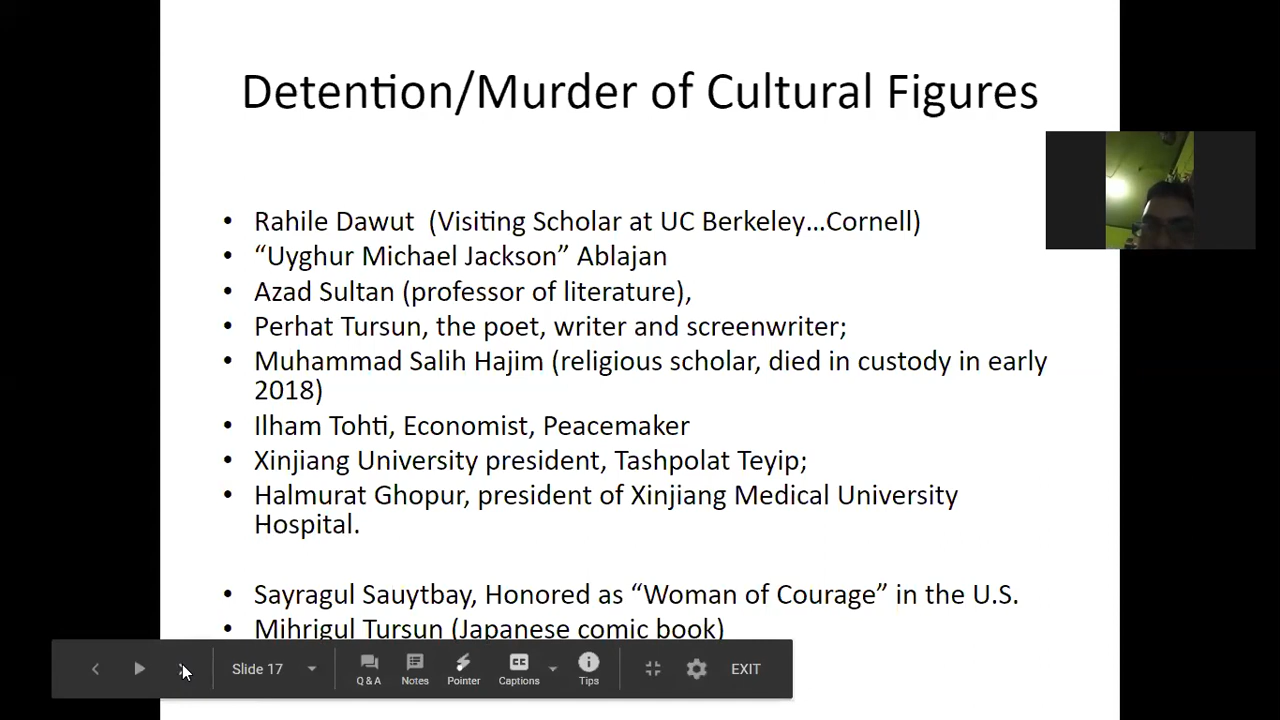 Detention/Murder of Cultural Figures
• Rahile Dawut (Visiting Scholar at UC Berkeley…Cornell)
• “Uyghur Michael Jackson” Ablajan
• Azad Sultan (professor of literature),
• Perhat Tursun, the poet, writer and screenwriter;
• Muhammad Salih Hajim (religious scholar, died in custody in early
2018)
• Ilham Tohti, Economist, Peacemaker
• Xinjiang University president, Tashpolat Teyip;
• Halmurat Ghopur, president of Xinjiang Medical University
Hospital.
• Sayragul Sauytbay, Honored as “Woman of Courage” in the U.S.
• Mihrigul Tursun (Japanese comic book)
Slide 17
Q & A
Notes
Pointer
CC
Captions
Tips
EXIT